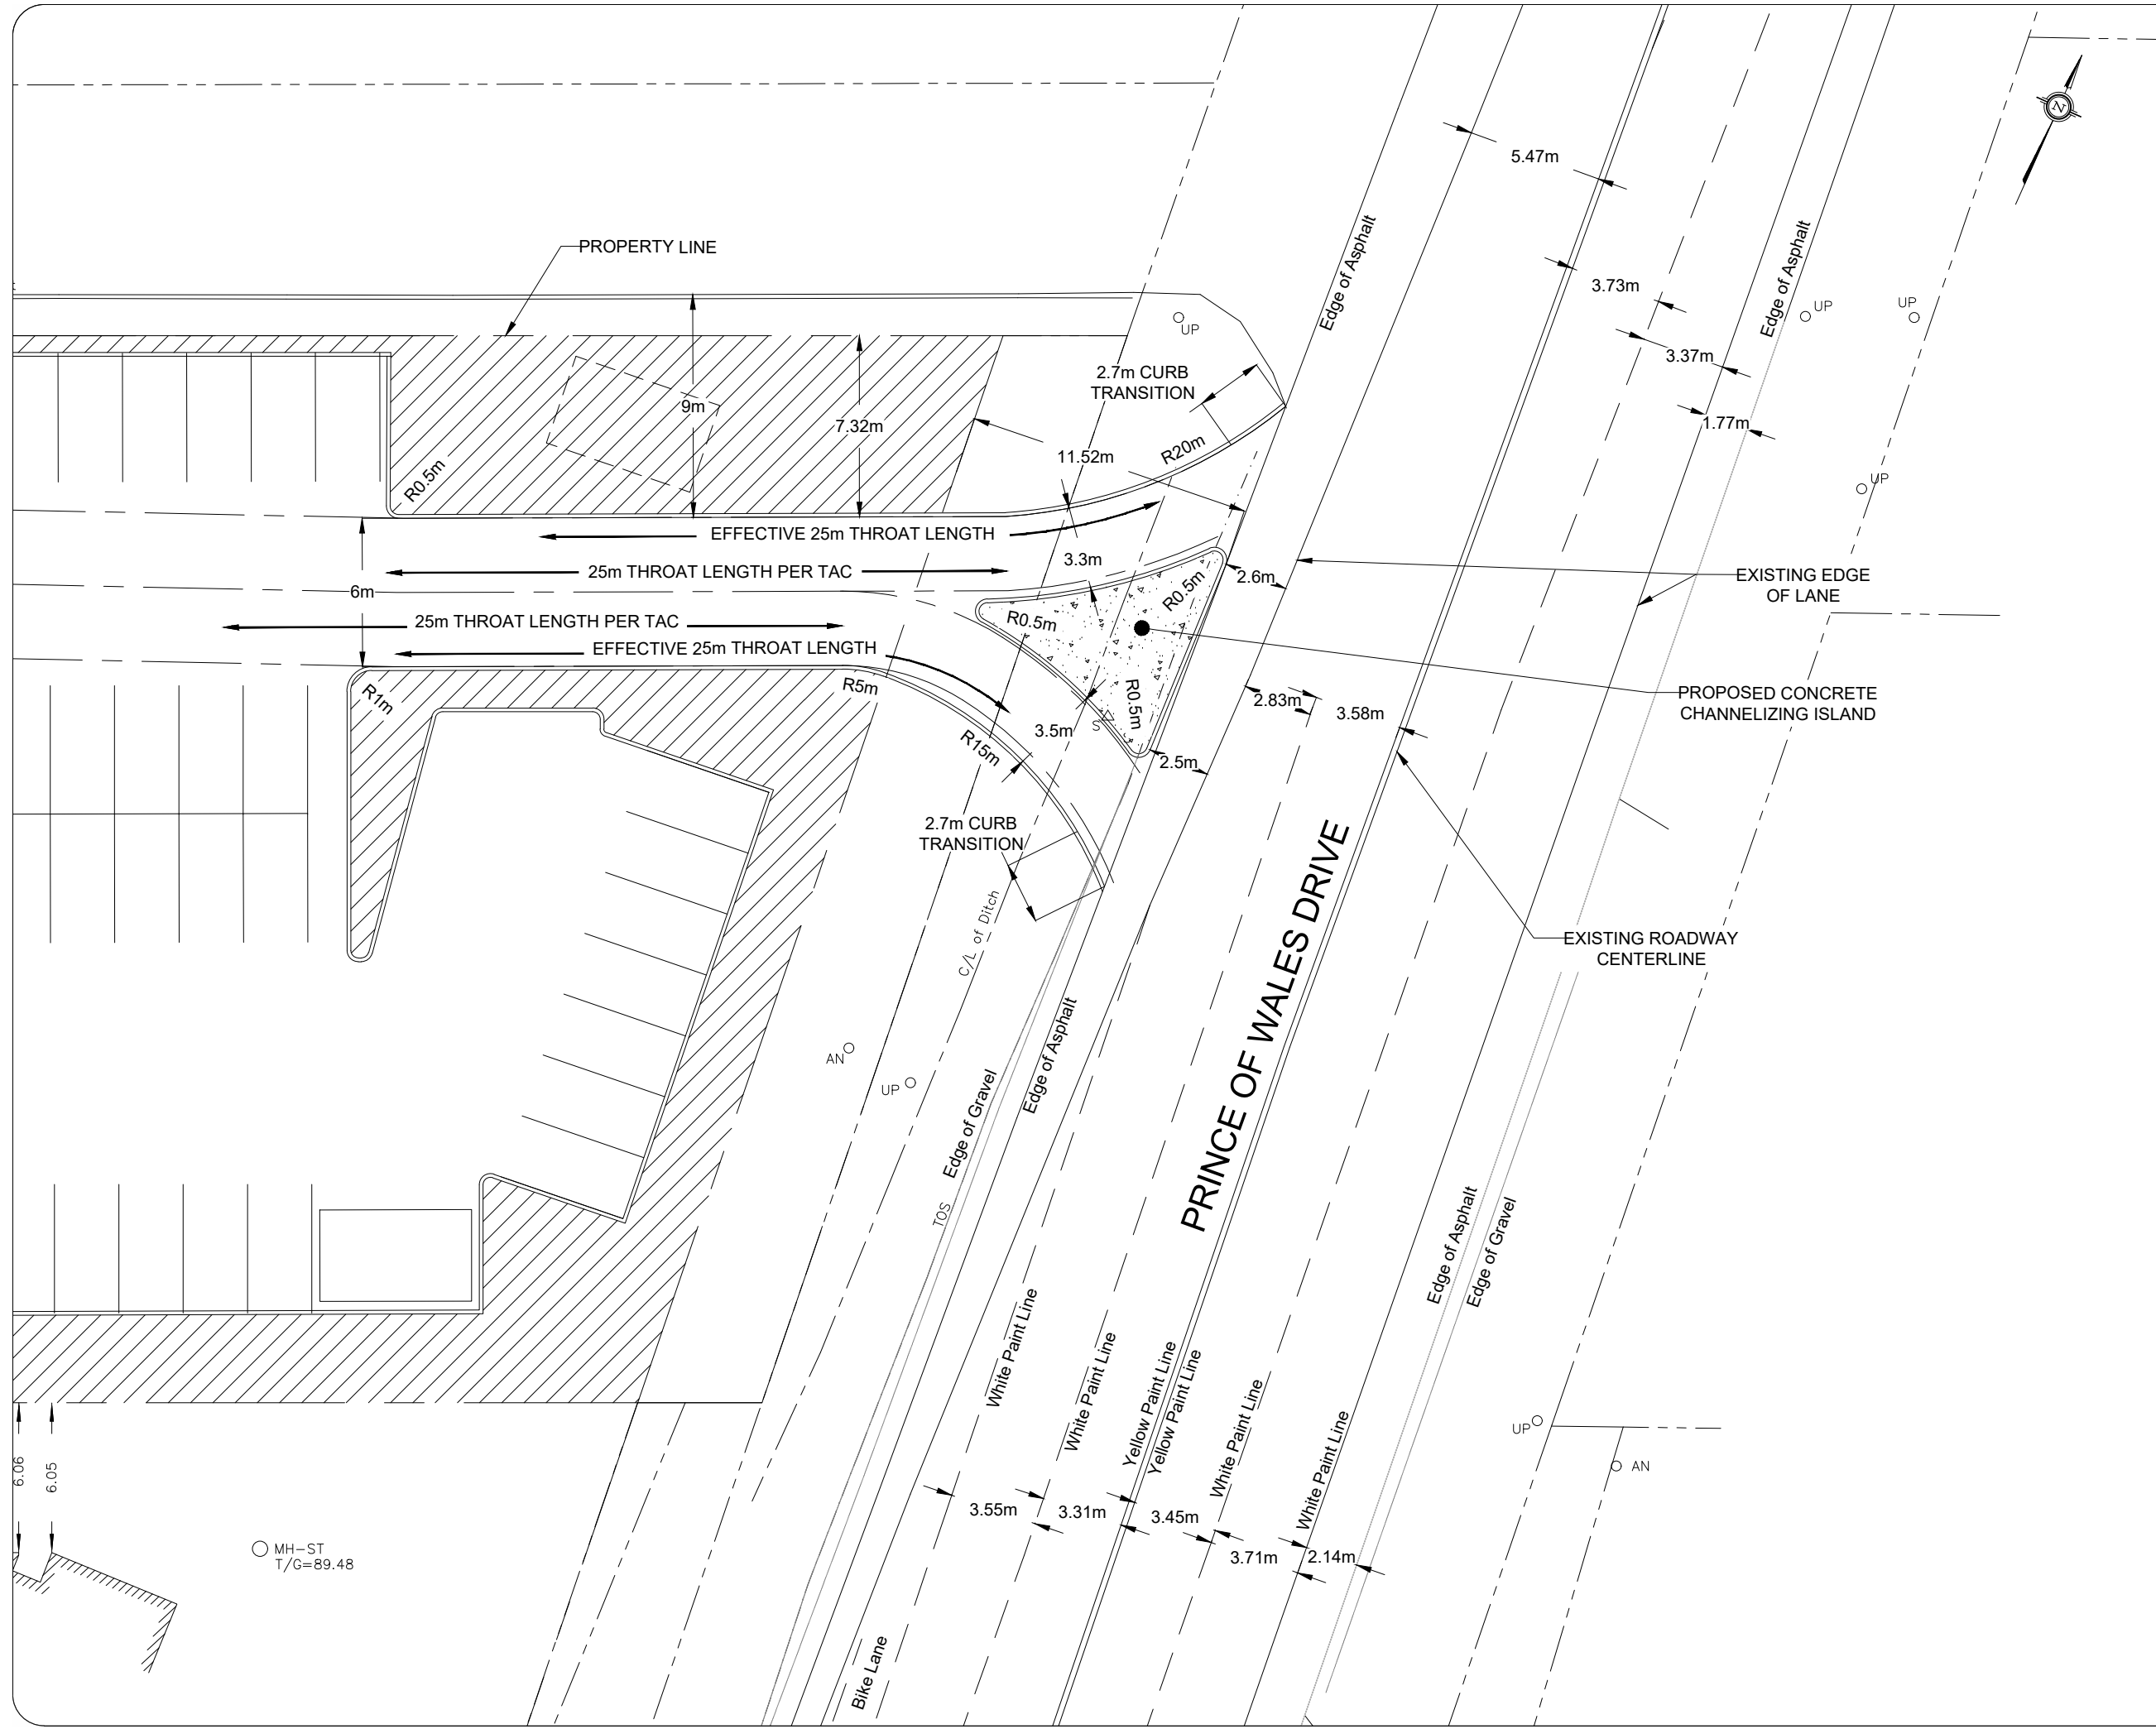 N
5.47m
Edge of Asphalt
Edge of Asphalt
PROPERTY LINE
3.73m
UP
UP
UP
3.37m
2.7m CURB
TRANSITION
9m
7.32m
1.77m
R20m
11.52m
R0.5m
UP
EFFECTIVE 25m THROAT LENGTH
3.3m
25m THROAT LENGTH PER TAC
2.6m
EXISTING EDGE
OF LANE
6m
R0.5m
R0.5m
25m THROAT LENGTH PER TAC
EFFECTIVE 25m THROAT LENGTH
R5m
R1m
R0.5m
2.83m
3.58m
PROPOSED CONCRETE
CHANNELIZING ISLAND
S
3.5m
R15m
2.5m
2.7m CURB
TRANSITION
PRINCE OF WALES DRIVE
C/L of Ditch
EXISTING ROADWAY
CENTERLINE
AN
UP
Edge of Gravel
Edge of Asphalt
TOS
Edge of Asphalt
Edge of Gravel
White Paint Line
White Paint Line
Yellow Paint Line
Yellow Paint Line
White Paint Line
White Paint Line
UP
AN
6.06
6.05
3.55m
3.31m
3.45m
3.71m
2.14m
MH-ST
T/G=89.48
Bike Lane